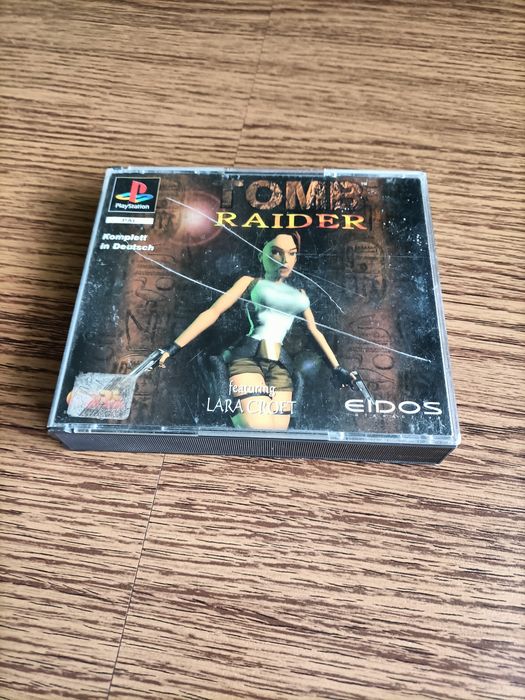 PlayStation
PAL
Komplett
in Deutsch
TOMB
RAIDER
featuring
LARA CROFT
EIDOS